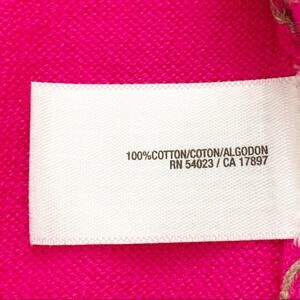 100%COTTON/COTON/ALGODON
RN 54023 / CA 17897